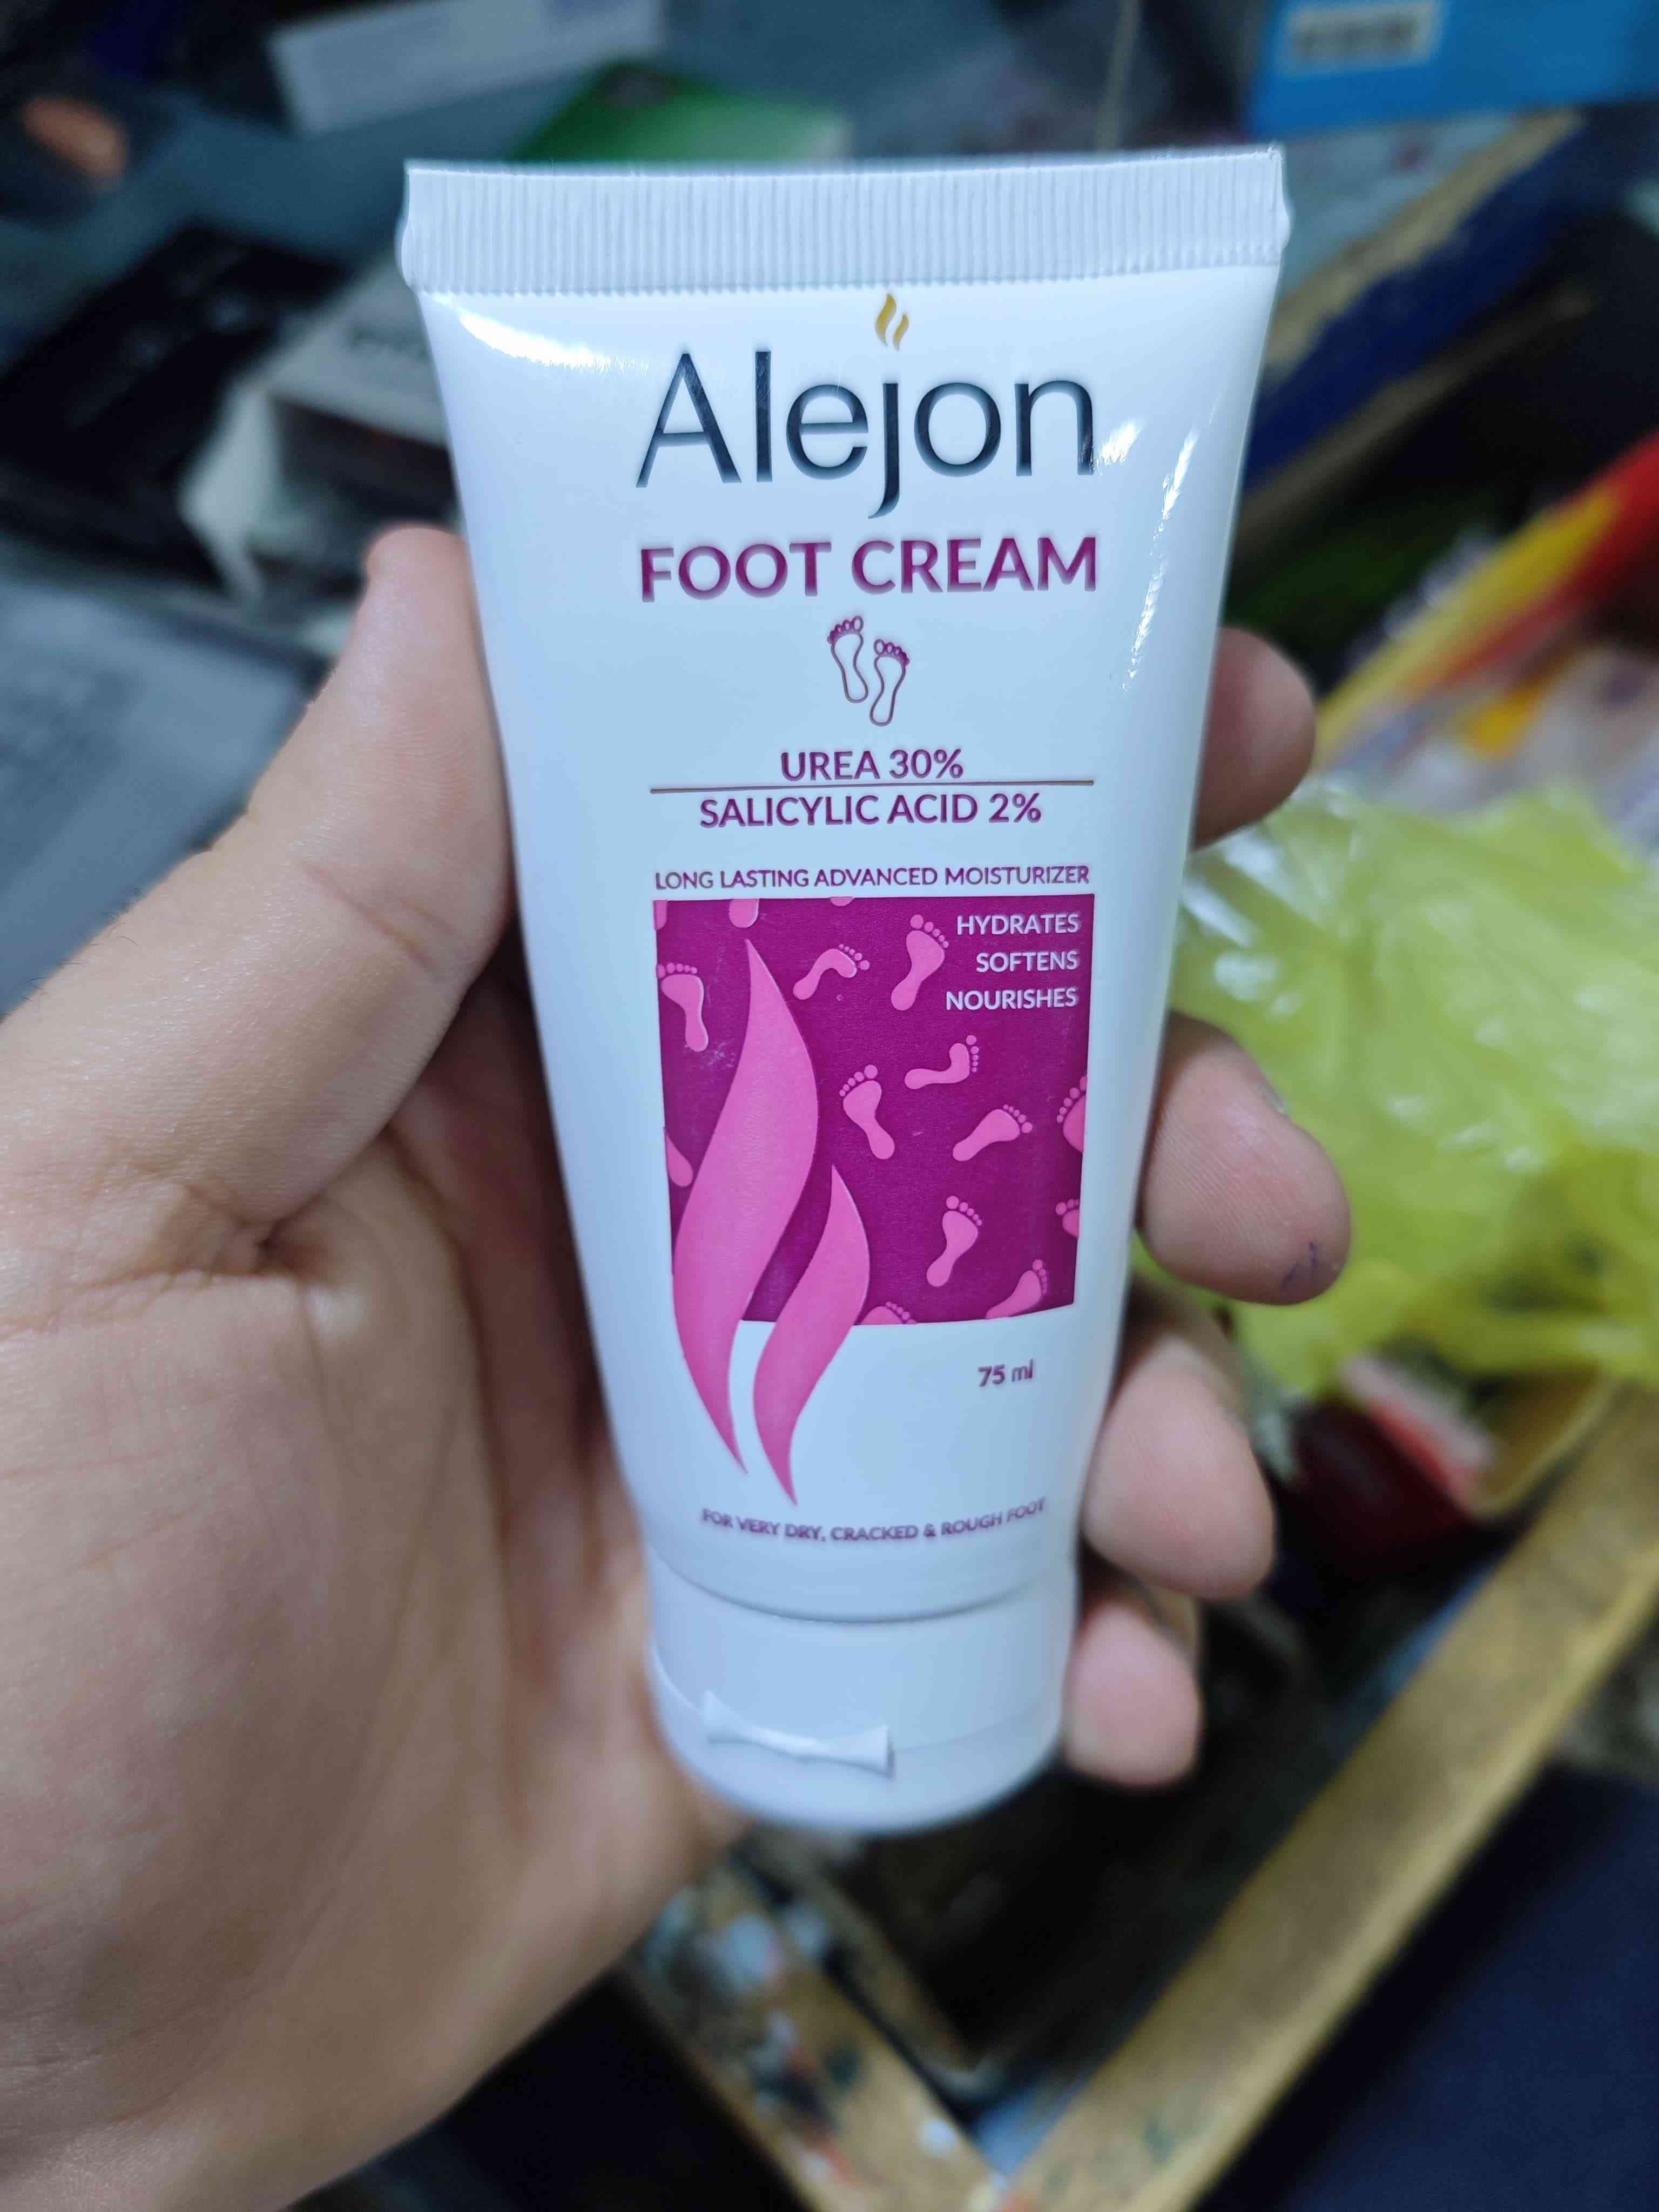 Alejon
FOOT CREAM
UREA 30%
SALICYLIC ACID 2%
LONG LASTING ADVANCED MOISTURIZER
HYDRATES
SOFTENS
NOURISHES
75 ml
FOR VERY DRY, CRACKED & ROUGH FOOT